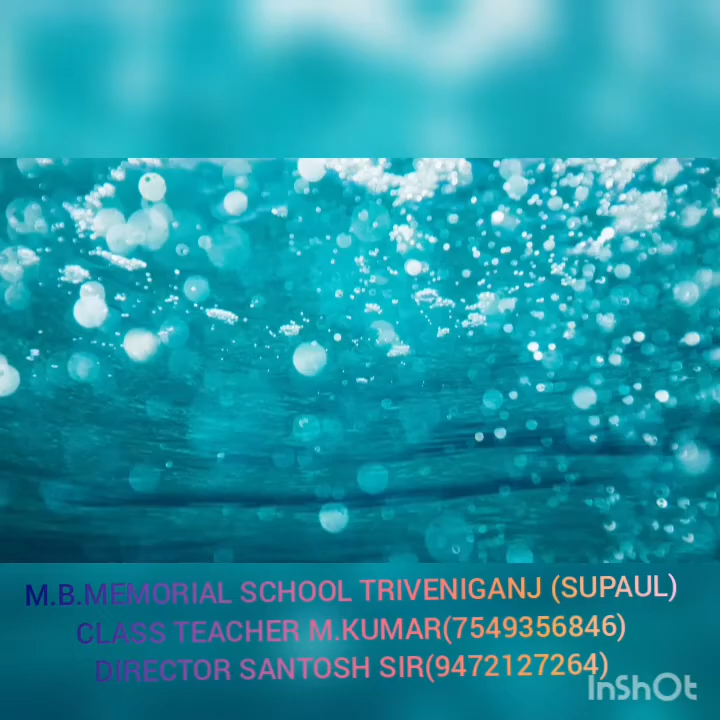 M.B.MEMORIAL SCHOOL TRIVENIGANJ (SUPAUL)
CLASS TEACHER M.KUMAR(7549356846)
DIRECTOR SANTOSH SIR(9472127264)
InShOt